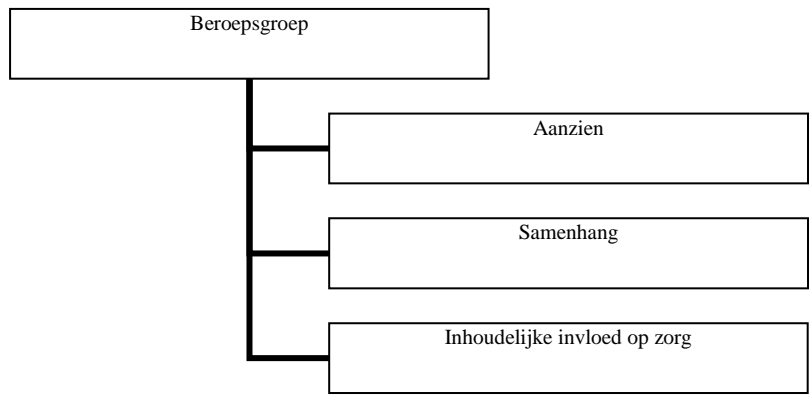 Beroepsgroep
Aanzien
Samenhang
Inhoudelijke invloed op zorg